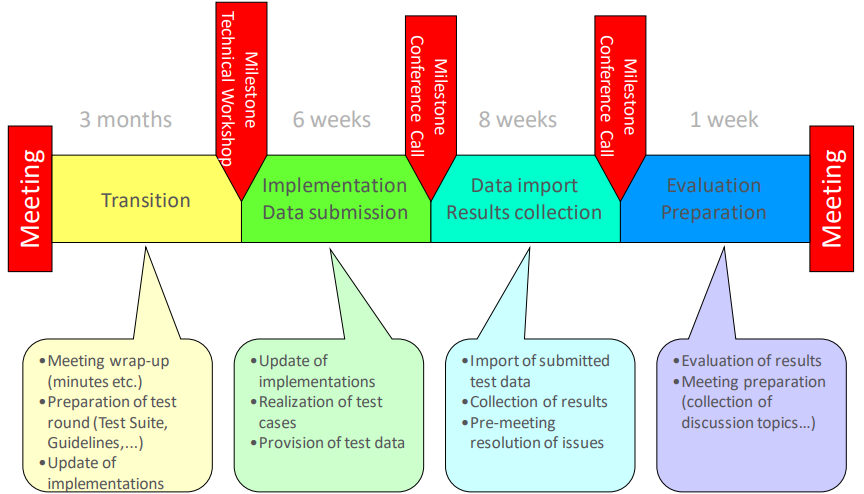 Meeting
3 months
Milestone
Technical Workshop
6 weeks
Milestone
Conference Call
8 weeks
Milestone
Conference Call
1 week
Meeting
Transition
Implementation
Data submission
Data import
Results collection
Evaluation
Preparation
•Meeting wrap-up
(minutes etc.)
•Preparation of test
round (Test Suite,
Guidelines,...)
•Update of
implementations
•Update of
implementations
•Realization of test
cases
•Provision of test data
•Import of submitted
test data
•Collection of results
•Pre-meeting
resolution of issues
•Evaluation of results
•Meeting preparation
(collection of
discussion topics…)